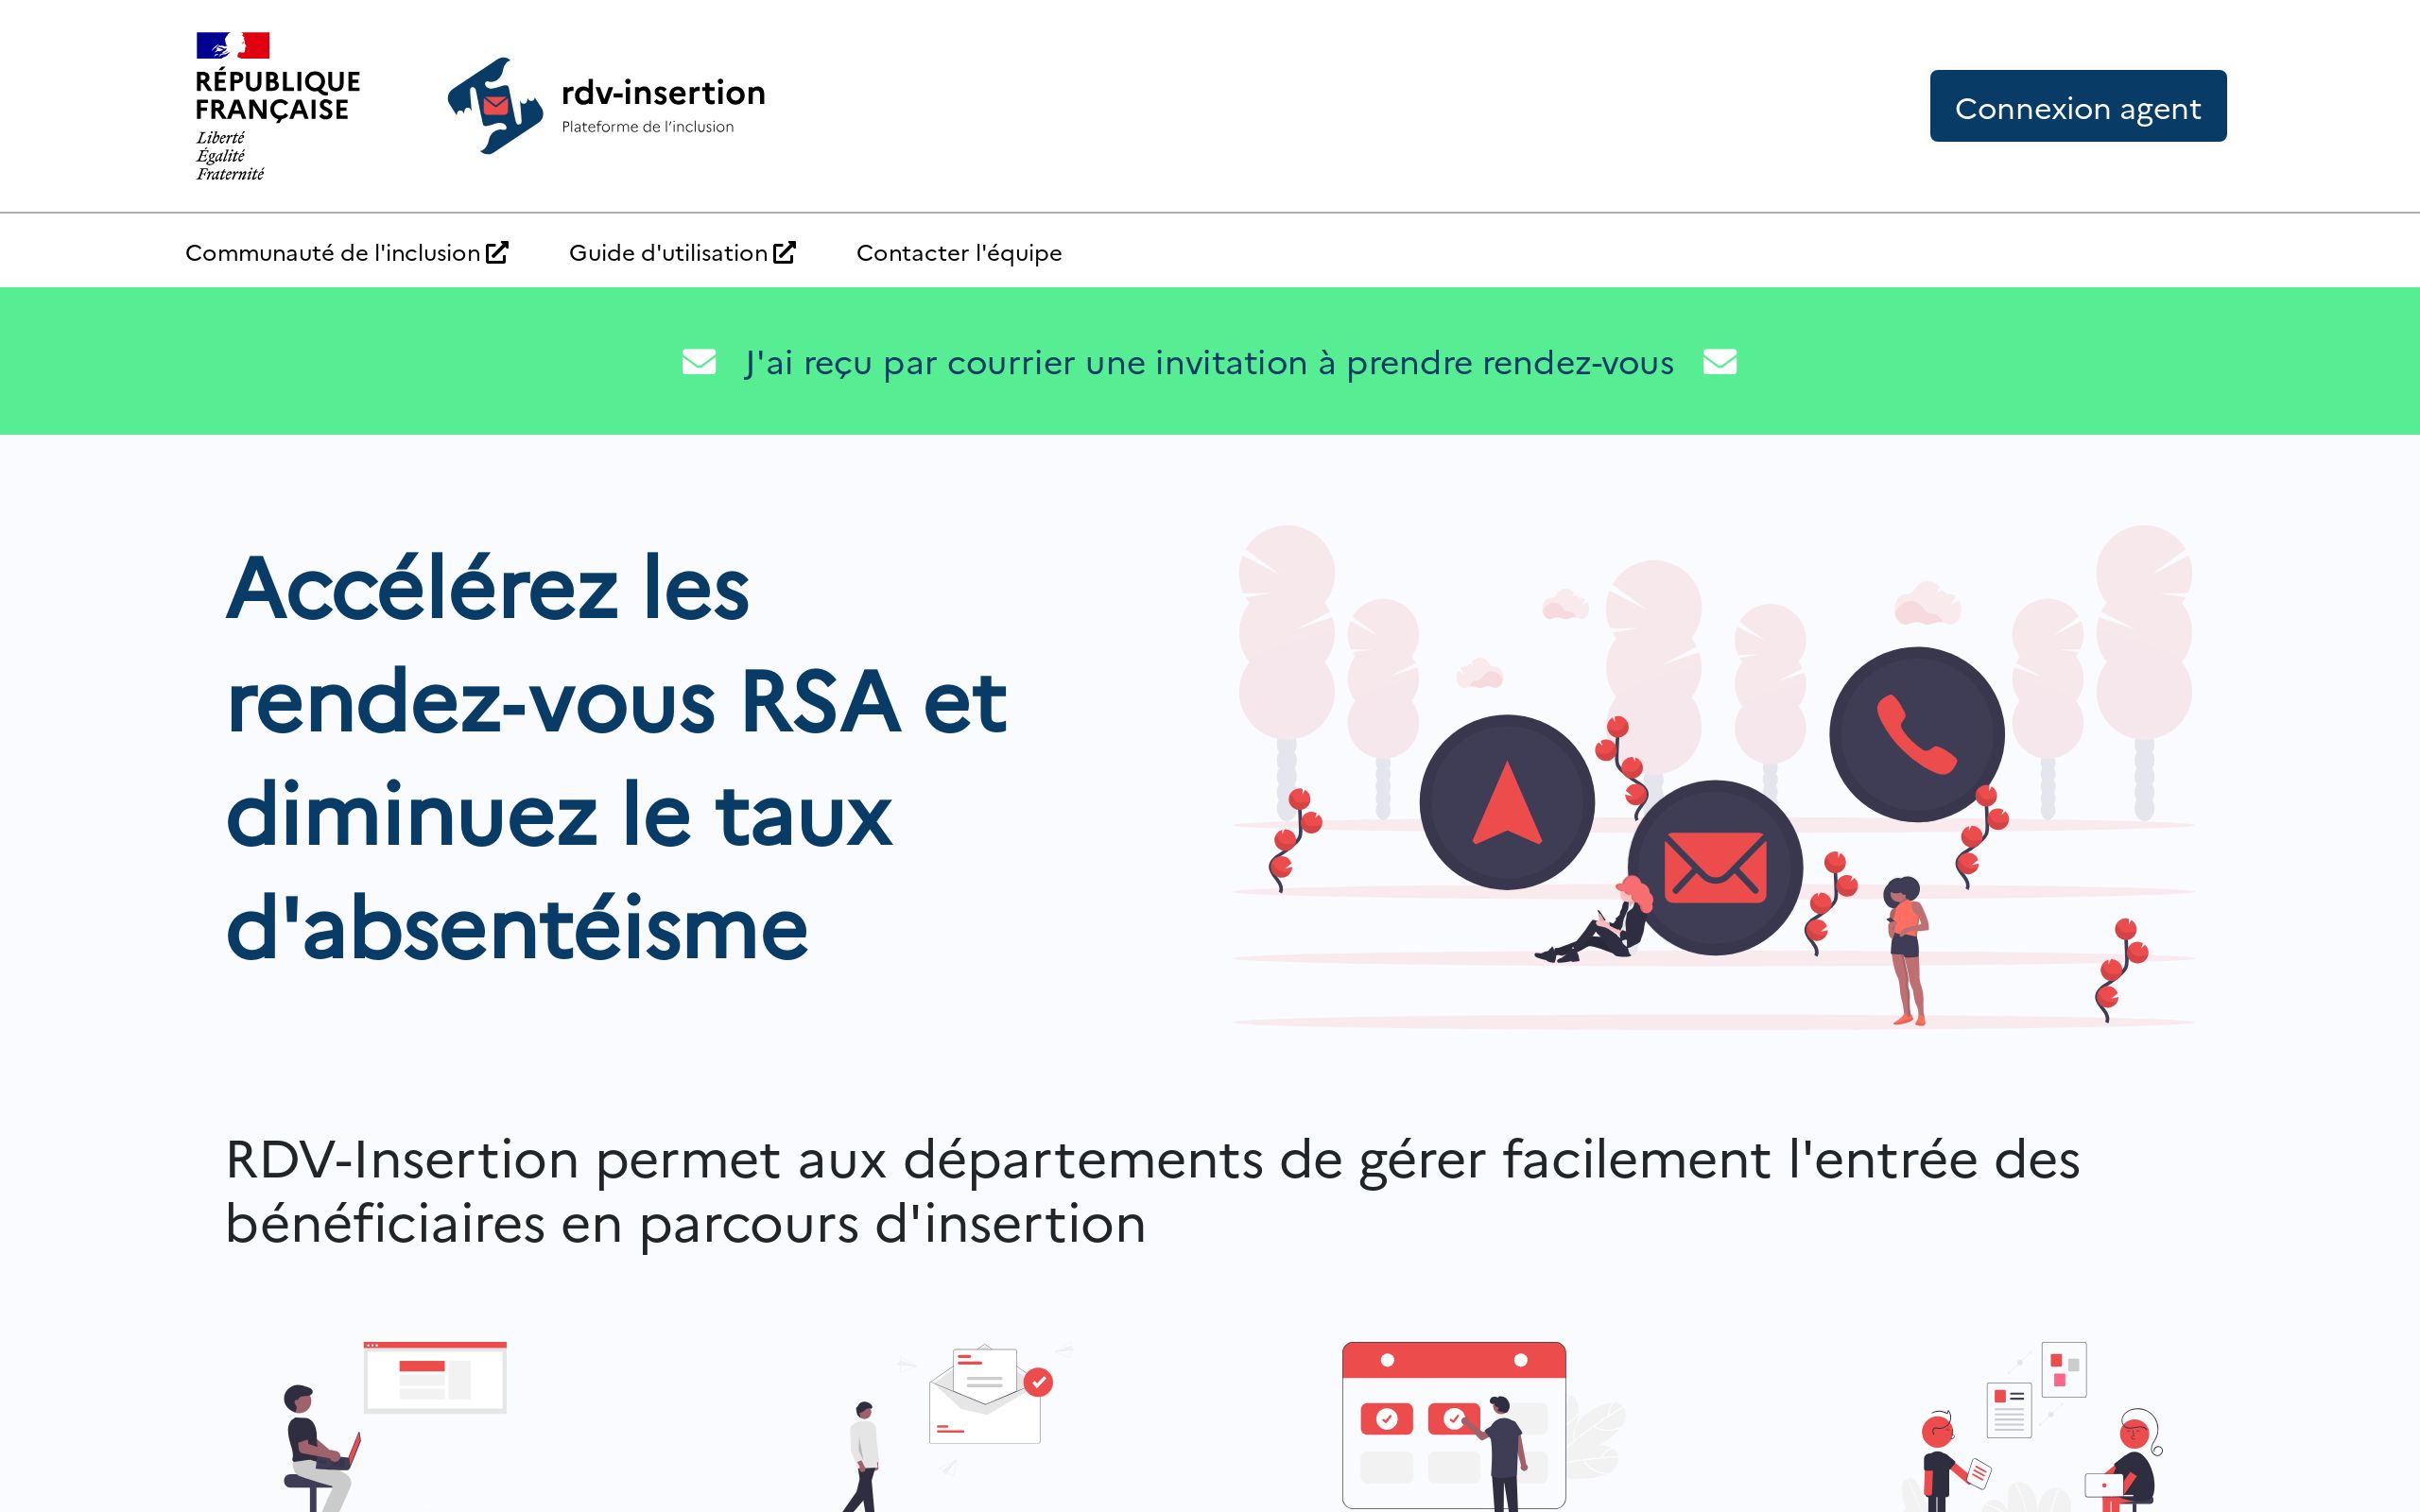 RÉPUBLIQUE
FRANÇAISE
Liberté
Égalité
Fraternité
rdv-insertion
Plateforme de l'inclusion
Connexion agent
Communauté de l'inclusion
Guide d'utilisation
Contacter l'équipe
J'ai reçu par courrier une invitation à prendre rendez-vous
Accélérez les
rendez-vous RSA et
diminuez le taux
d'absentéisme
RDV-Insertion permet aux départements de gérer facilement l'entrée des
bénéficiaires en parcours d'insertion